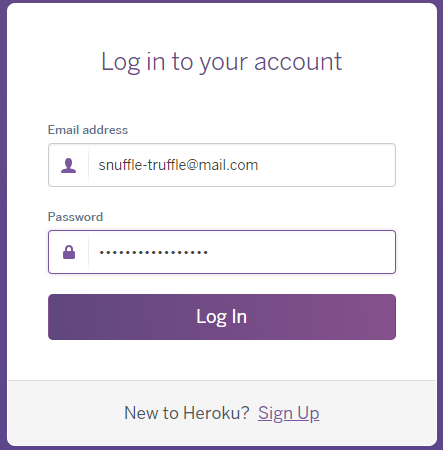 Log in to your account
Email address
snuffle-truffle@mail.com
Password
•••••••••••••••••
Log In
New to Heroku? Sign Up